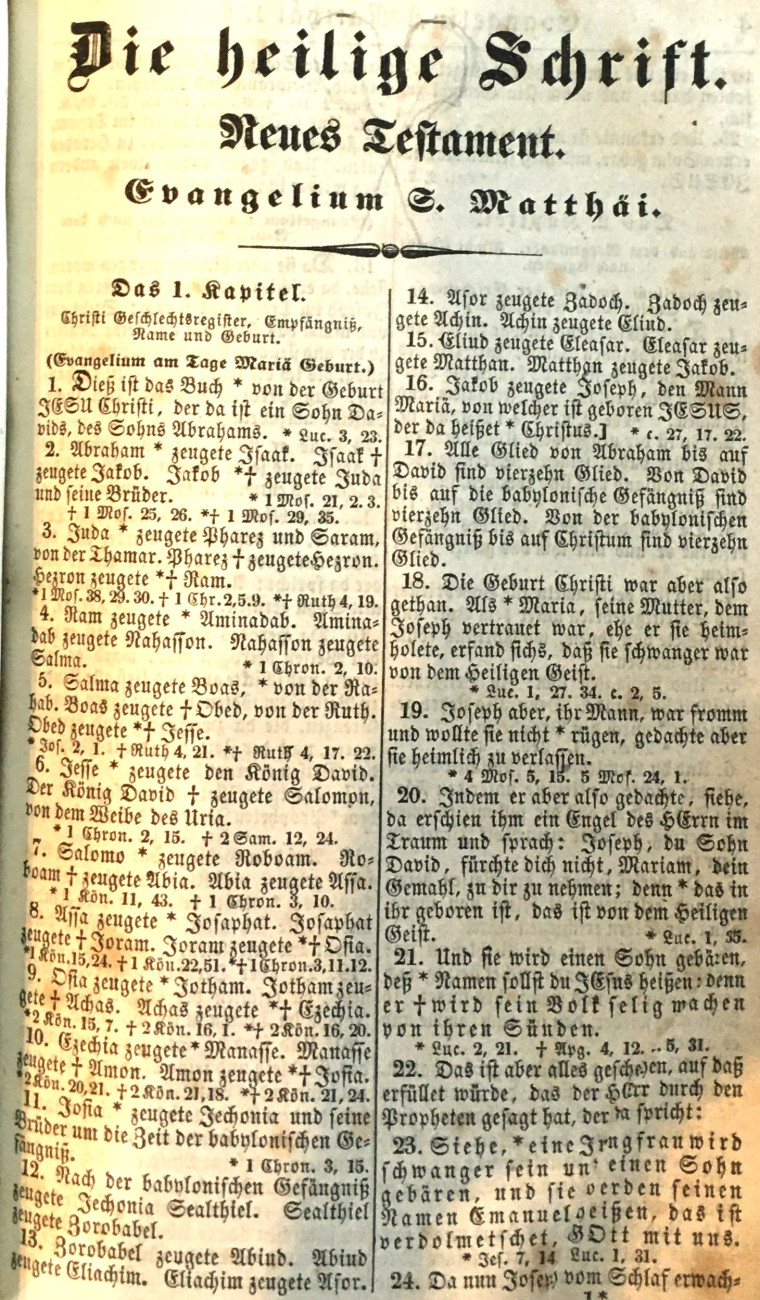 Die heilige Schrift.
Neues Testament.
Evangelium S. Matthäi.
Das 1. Kapitel.
Christi Geschlechtsregister, Empfängniß,
Name und Geburt.
(Evangelium am Tage Mariä Geburt.)
1. Dieß ist das Buch * von der Geburt
JESU Christi, der da ist ein Sohn Da-
vids, des Sohns Abrahams. * Luc. 3, 23.
2. Abraham * zeugete Isaak. Isaak †
zeugete Jakob. Jakob *† zeugete Juda
und seine Brüder. * 1 Mos. 21, 2. 3.
† 1 Mos. 25, 26. *† 1 Mos. 29, 35.
3. Juda * zeugete Pharez und Saram,
von der Thamar. Pharez † zeugete Hezron.
Hezron zeugete *† Ram.
*1 Mos. 38, 29. 30. † 1 Chr. 2, 5. 9. *† Ruth 4, 19.
4. Ram zeugete * Aminadab. Amina-
dab zeugete Nahasson. Nahasson zeugete
Salma. * 1 Chron. 2, 10.
5. Salma zeugete Boas, * von der Ra-
hab. Boas zeugete † Obed, von der Ruth.
Obed zeugete *† Jesse.
* Jos. 2, 1. † Ruth 4, 21. *† Ruth 4, 17. 22.
6. Jesse * zeugete den König David.
Der König David † zeugete Salomon,
von dem Weibe des Uria.
* 1 Chron. 2, 15. † 2 Sam. 12, 24.
7. Salomo * zeugete Roboam. Ro-
boam † zeugete Abia. Abia zeugete Assa.
* 1 Kön. 11, 43. † 1 Chron. 3, 10.
8. Assa zeugete * Josaphat. Josaphat
zeugete † Joram. Joram zeugete *† Osia.
*1 Kön. 15, 24. † 1 Kön. 22, 51. *† 1 Chron. 3, 11. 12.
9. Osia zeugete * Jotham. Jotham zeu-
gete † Achas. Achas zeugete *† Ezechia.
*2 Kön. 15, 7. † 2 Kön. 16, 1. *† 2 Kön. 16, 20.
10. Ezechia zeugete * Manasse. Manasse
zeugete † Amon. Amon zeugete *† Josia.
*2 Kön. 20, 21. † 2 Kön. 21, 18. *† 2 Kön. 21, 24.
11. Josia * zeugete Jechonia und seine
Brüder um die Zeit der babylonischen Ge-
fängniß. * 1 Chron. 3, 15.
12. Nach der babylonischen Gefängniß
zeugete Jechonia Sealthiel. Sealthiel
zeugete Zorobabel.
13. Zorobabel zeugete Abiud. Abiud
zeugete Eliachim. Eliachim zeugete Asor.
14. Asor zeugete Zadoch. Zadoch zeu-
gete Achin. Achin zeugete Eliud.
15. Eliud zeugete Eleasar. Eleasar zeu-
gete Matthan. Matthan zeugete Jakob.
16. Jakob zeugete Joseph, den Mann
Mariä, von welcher ist geboren JESUS,
der da heißet * Christus.] * c. 27, 17. 22.
17. Alle Glied von Abraham bis auf
David sind vierzehn Glied. Von David
bis auf die babylonische Gefängniß sind
vierzehn Glied. Von der babylonischen
Gefängniß bis auf Christum sind vierzehn
Glied.
18. Die Geburt Christi war aber also
gethan. Als * Maria, seine Mutter, dem
Joseph vertrauet war, ehe er sie heim-
holete, erfand sichs, daß sie schwanger war
von dem Heiligen Geist.
* Luc. 1, 27. 34. c. 2, 5.
19. Joseph aber, ihr Mann, war fromm
und wollte sie nicht * rügen, gedachte aber
sie heimlich zu verlassen.
* 4 Mos. 5, 15. 5 Mos. 24, 1.
20. Indem er aber also gedachte, siehe,
da erschien ihm ein Engel des HErrn im
Traum und sprach: Joseph, du Sohn
David, fürchte dich nicht, Mariam, dein
Gemahl, zu dir zu nehmen; denn * das in
ihr geboren ist, das ist von dem Heiligen
Geist. * Luc. 1, 35.
21. Und sie wird einen Sohn gebären,
deß * Namen sollst du JEsus heißen: denn
er † wird sein Volk selig machen
von ihren Sünden.
* Luc. 2, 21. † Apg. 4, 12. 5, 31.
22. Das ist aber alles geschehen, auf daß
erfüllet würde, das der HErr durch den
Propheten gesagt hat, der da spricht:
23. Siehe, * eine Jungfrau wird
schwanger sein und einen Sohn
gebären, und sie werden seinen
Namen Emanuel heißen, das ist
verdolmetschet, GOtt mit uns.
* Jes. 7, 14 Luc. 1, 31.
24. Da nun Joseph vom Schlaf erwach-
1*